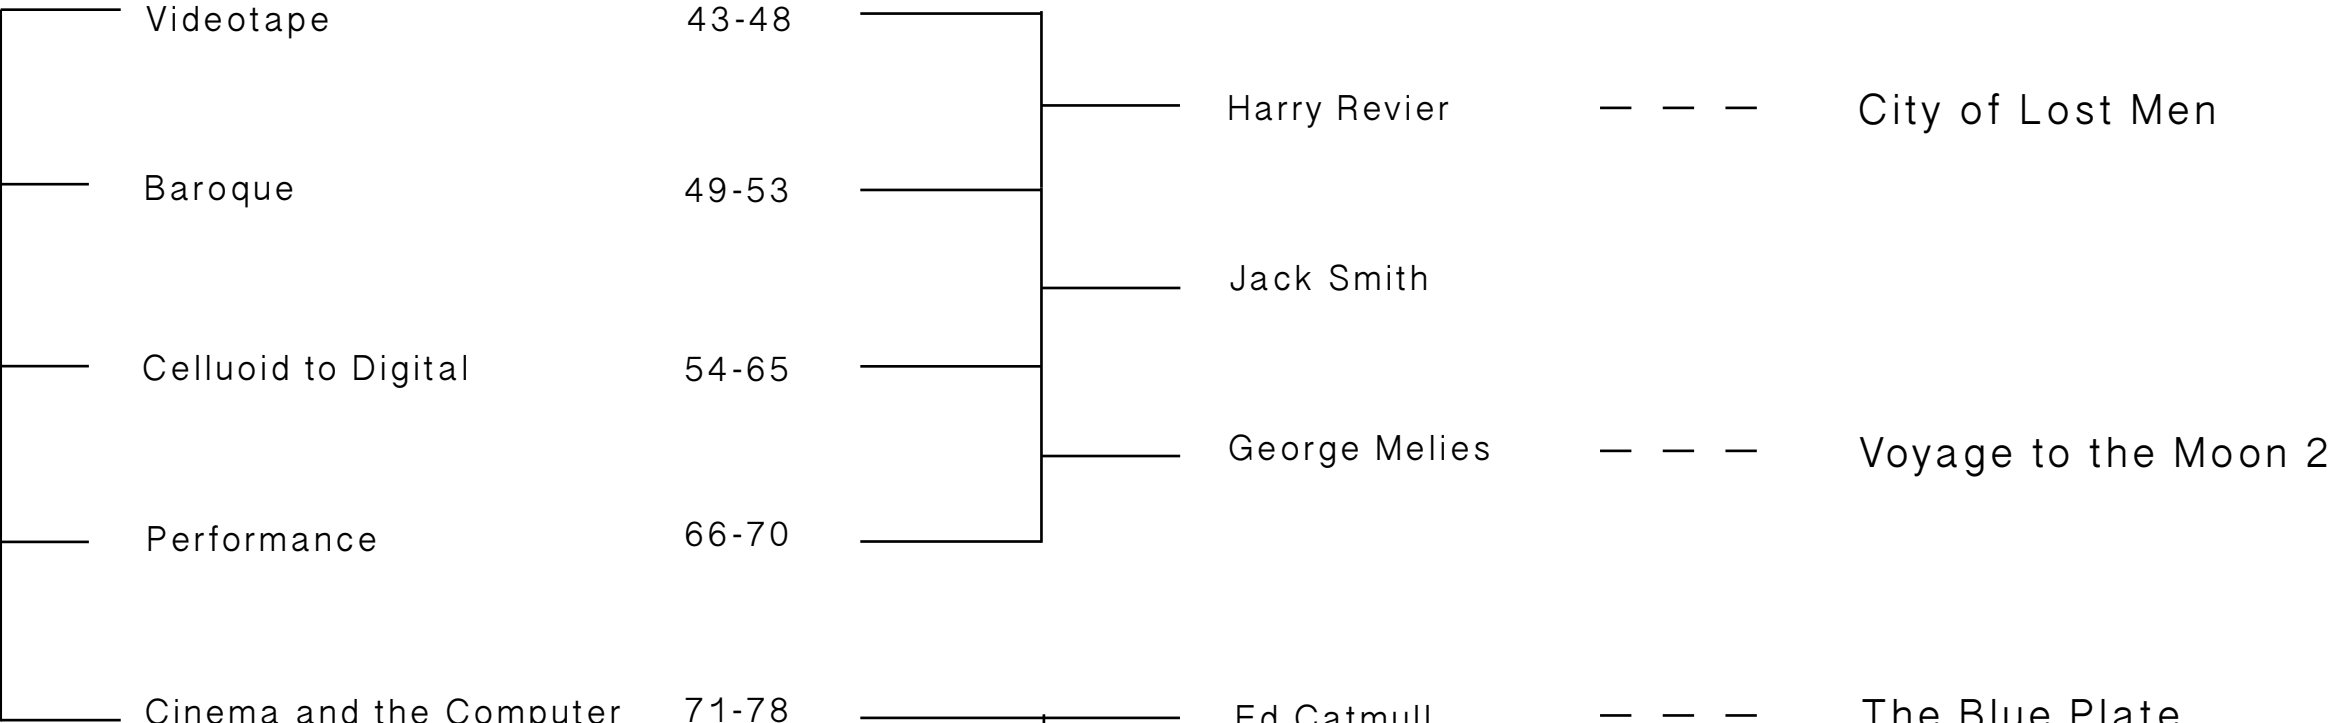 Videotape 43-48
Harry Revier — — — City of Lost Men
Baroque 49-53
Jack Smith
Celluoid to Digital 54-65
George Melies — — — Voyage to the Moon 2
Performance 66-70
Cinema and the Computer 71-78 Ed Catmull — — — The Blue Plate